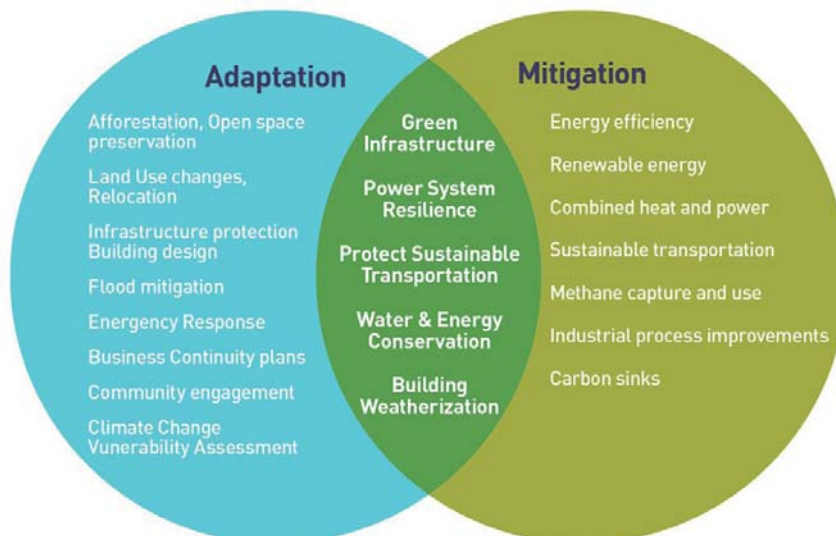 Adaptation
Afforestation, Open space
preservation
Land Use changes,
Relocation
Infrastructure protection
Building design
Flood mitigation
Energency Response
Business Continuity plans
Community engagement
Climate Change
Vunerability Assessment
Green
Infrastructure
Power System
Resilience
Protect Sustainable
Transportation
Water & Energy
Conservation
Building
Weatherization
Mitigation
Energy efficiency
Renewable energy
Combined heat and power
Sustainable transportation
Methane capture and use
Industrial process improvements
Carbon sinks